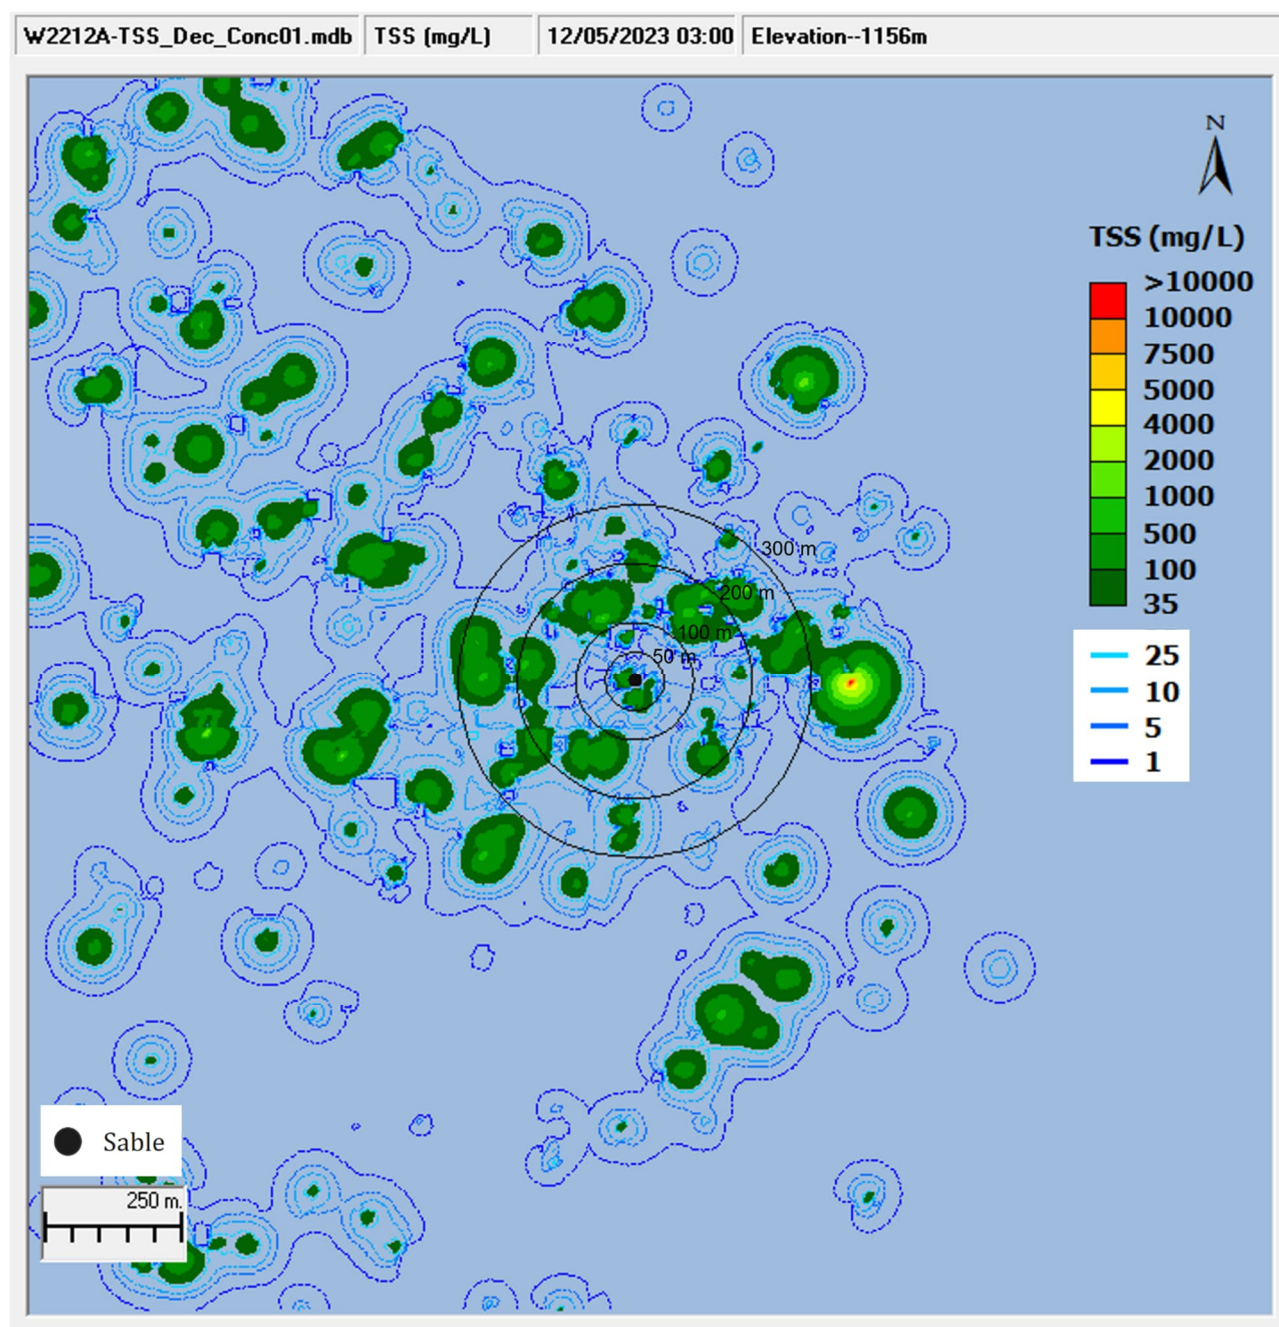 W2212A-TSS_Dec_Conc01.mdb TSS (mg/L) 12/05/2023 03:00 Elevation--1156m
N
TSS (mg/L)
>10000
10000
7500
5000
4000
2000
1000
500
100
35
25
10
5
1
300 m
200 m
100 m
50 m
Sable
250 m.